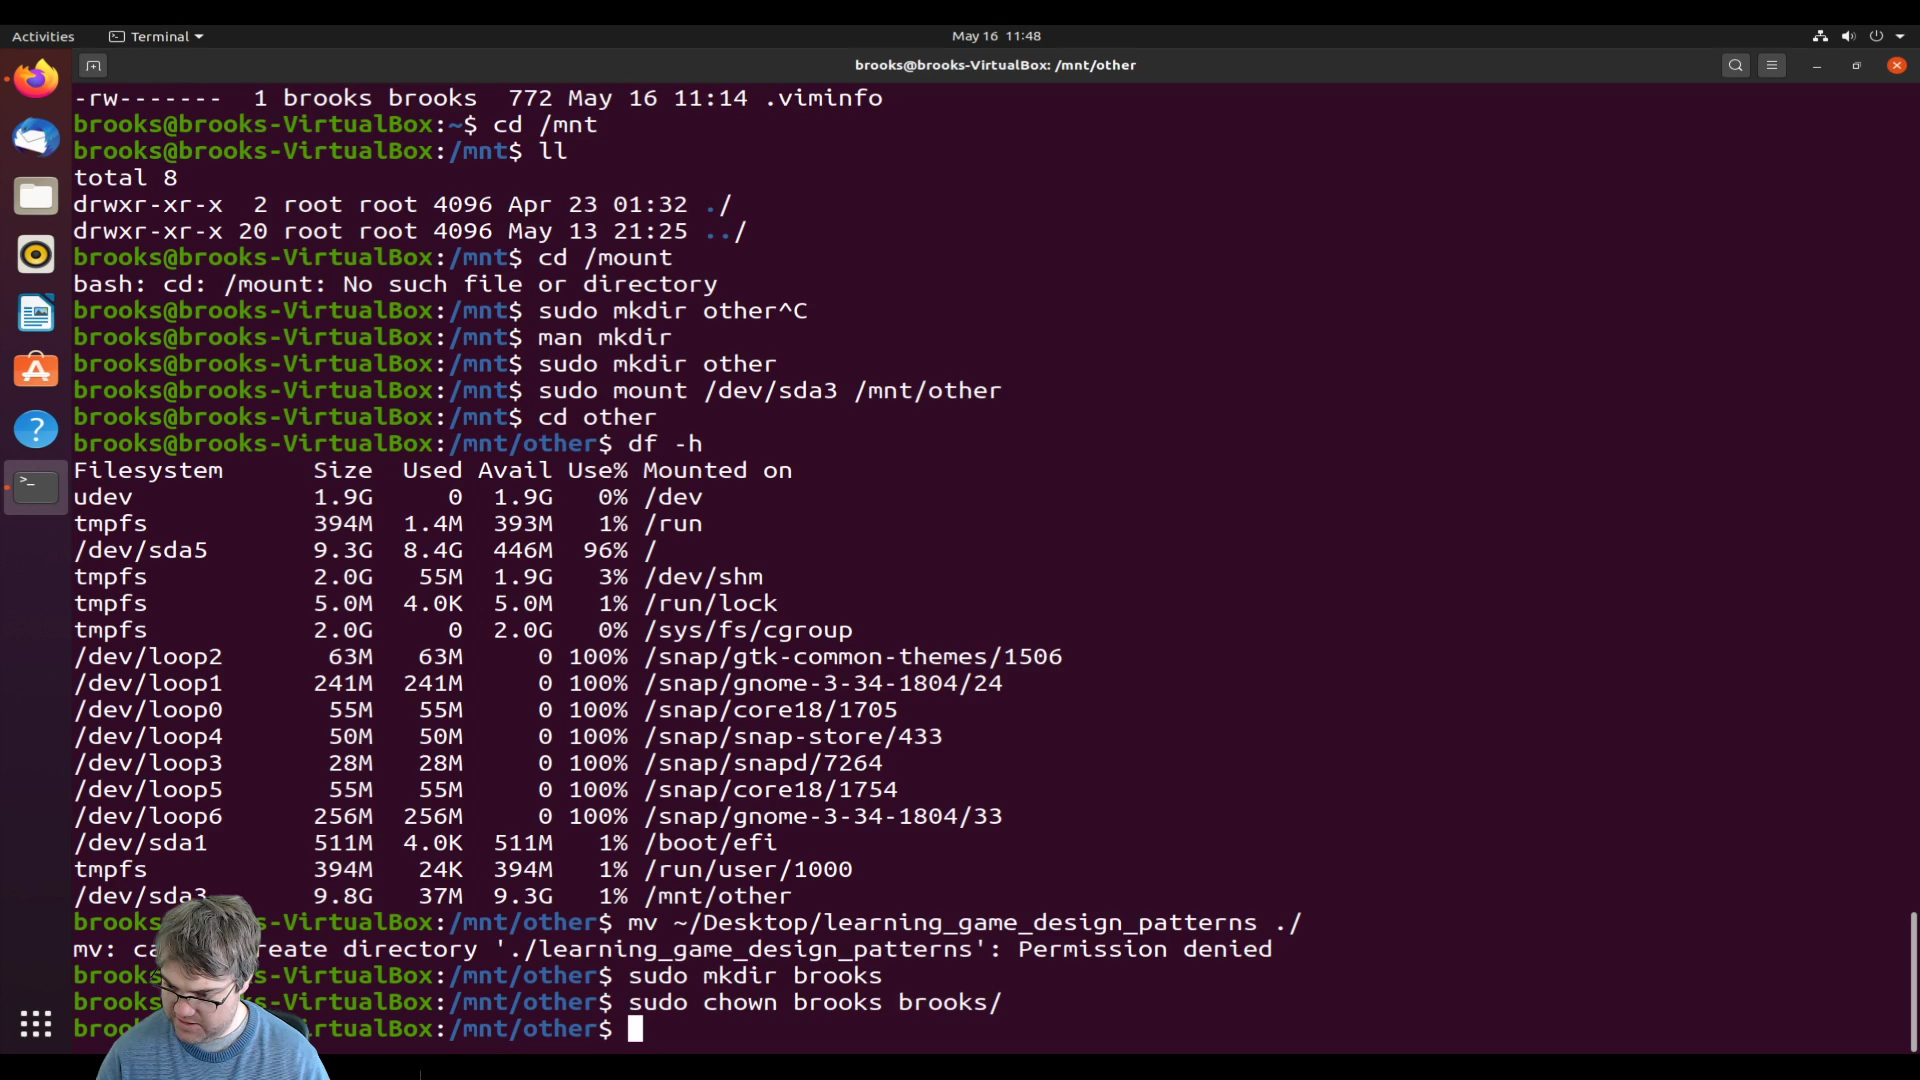 Activities Terminal May 16 11:48
brooks@brooks-VirtualBox: /mnt/other
-rw------- 1 brooks brooks 772 May 16 11:14 .viminfo
brooks@brooks-VirtualBox:~$ cd /mnt
brooks@brooks-VirtualBox:/mnt$ ll
total 8
drwxr-xr-x 2 root root 4096 Apr 23 01:32 ./
drwxr-xr-x 20 root root 4096 May 13 21:25 ../
brooks@brooks-VirtualBox:/mnt$ cd /mount
bash: cd: /mount: No such file or directory
brooks@brooks-VirtualBox:/mnt$ sudo mkdir other^C
brooks@brooks-VirtualBox:/mnt$ man mkdir
brooks@brooks-VirtualBox:/mnt$ sudo mkdir other
brooks@brooks-VirtualBox:/mnt$ sudo mount /dev/sda3 /mnt/other
brooks@brooks-VirtualBox:/mnt$ cd other
brooks@brooks-VirtualBox:/mnt/other$ df -h
Filesystem Size Used Avail Use% Mounted on
udev 1.9G 0 1.9G 0% /dev
tmpfs 394M 1.4M 393M 1% /run
/dev/sda5 9.3G 8.4G 446M 96% /
tmpfs 2.0G 55M 1.9G 3% /dev/shm
tmpfs 5.0M 4.0K 5.0M 1% /run/lock
tmpfs 2.0G 0 2.0G 0% /sys/fs/cgroup
/dev/loop2 63M 63M 0 100% /snap/gtk-common-themes/1506
/dev/loop1 241M 241M 0 100% /snap/gnome-3-34-1804/24
/dev/loop0 55M 55M 0 100% /snap/core18/1705
/dev/loop4 50M 50M 0 100% /snap/snap-store/433
/dev/loop3 28M 28M 0 100% /snap/snapd/7264
/dev/loop5 55M 55M 0 100% /snap/core18/1754
/dev/loop6 256M 256M 0 100% /snap/gnome-3-34-1804/33
/dev/sda1 511M 4.0K 511M 1% /boot/efi
tmpfs 394M 24K 394M 1% /run/user/1000
/dev/sda3 9.8G 37M 9.3G 1% /mnt/other
brooks@brooks-VirtualBox:/mnt/other$ mv ~/Desktop/learning_game_design_patterns ./
mv: ca reate directory './learning_game_design_patterns': Permission denied
brooks s-VirtualBox:/mnt/other$ sudo mkdir brooks
brook s-VirtualBox:/mnt/other$ sudo chown brooks brooks/
broo irtualBox:/mnt/other$